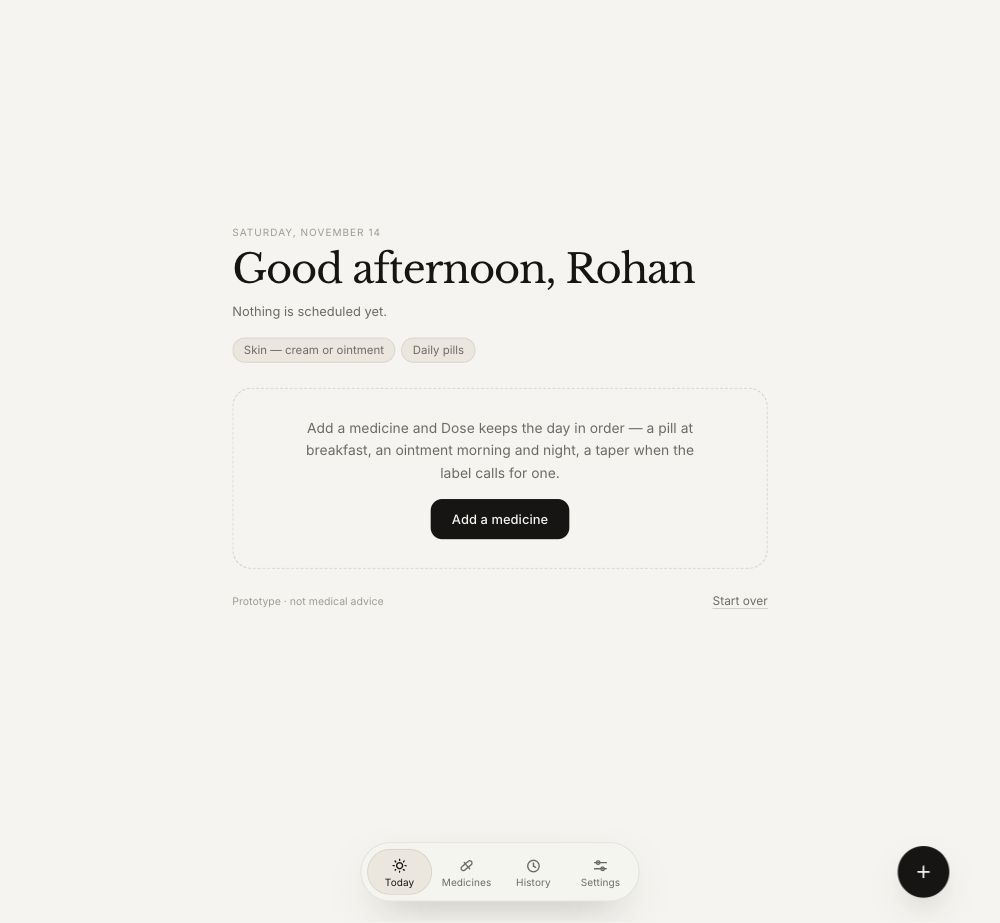 SATURDAY, NOVEMBER 14
Good afternoon, Rohan
Nothing is scheduled yet.
Skin — cream or ointment
Daily pills
Add a medicine and Dose keeps the day in order — a pill at
breakfast, an ointment morning and night, a taper when the
label calls for one.
Add a medicine
Prototype · not medical advice
Start over
Today
Medicines
History
Settings